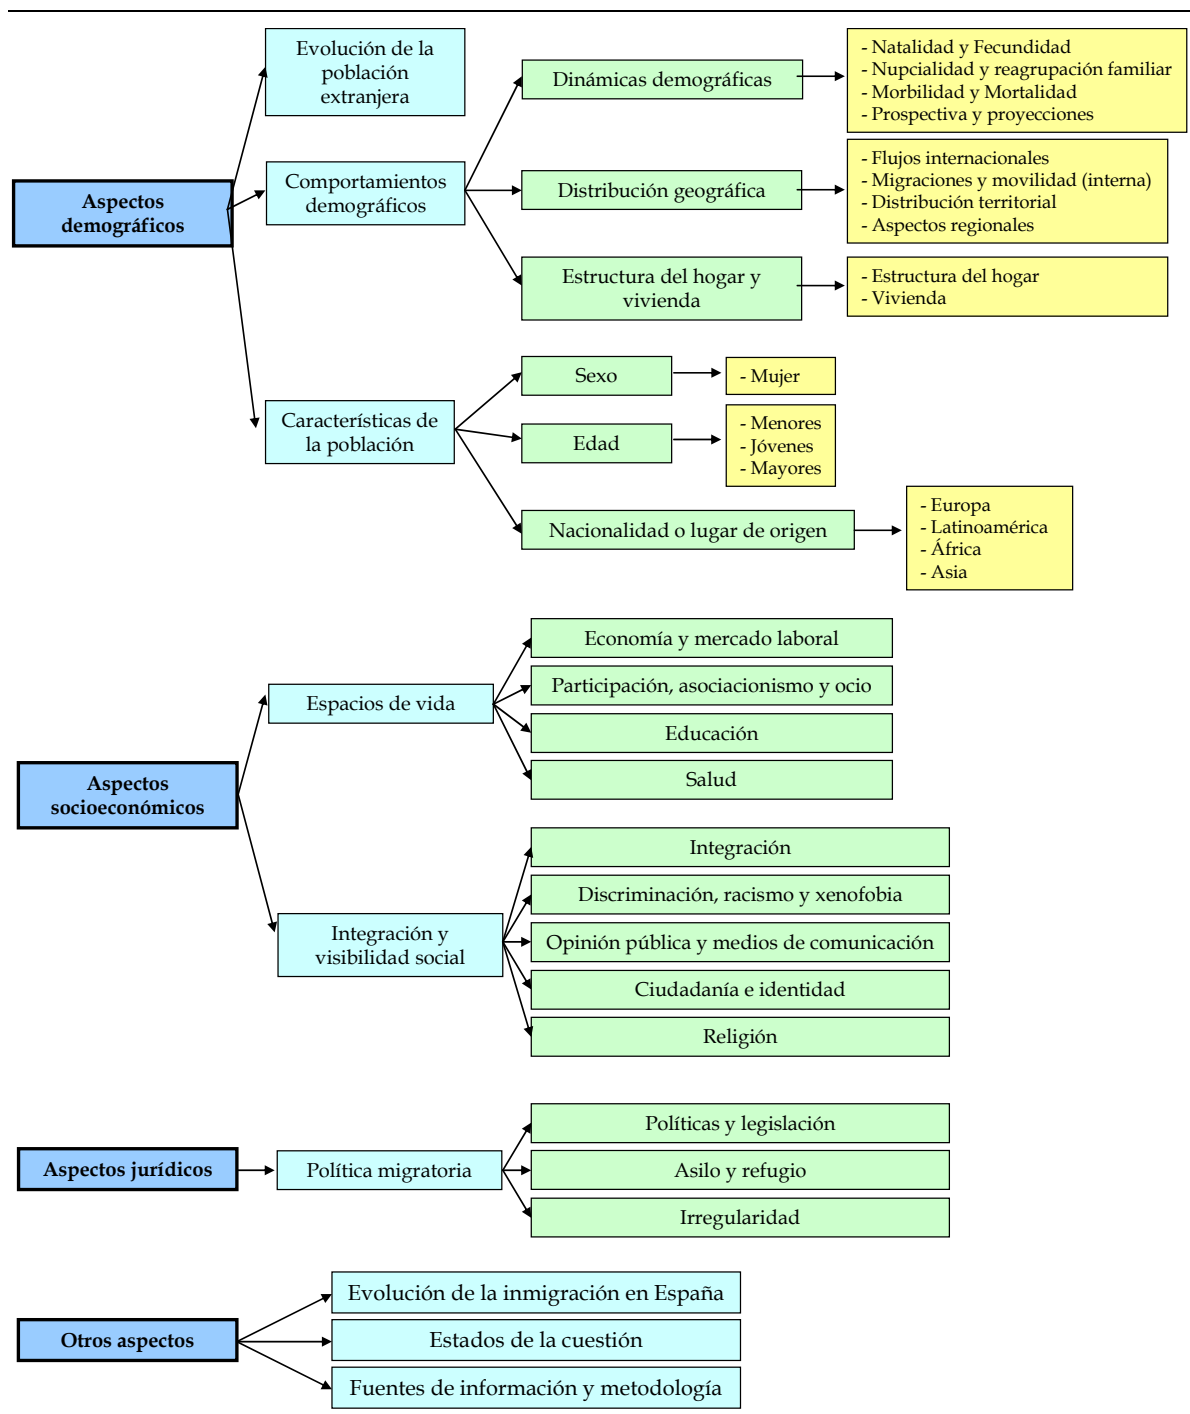 Aspectos
demográficos
Evolución de la
población
extranjera
Comportamientos
demográficos
Dinámicas demográficas
- Natalidad y Fecundidad
- Nupcialidad y reagrupación familiar
- Morbilidad y Mortalidad
- Prospectiva y proyecciones
Distribución geográfica
- Flujos internacionales
- Migraciones y movilidad (interna)
- Distribución territorial
- Aspectos regionales
Estructura del hogar y
vivienda
- Estructura del hogar
- Vivienda
Características de
la población
Sexo
- Mujer
Edad
- Menores
- Jóvenes
- Mayores
Nacionalidad o lugar de origen
- Europa
- Latinoamérica
- África
- Asia
Aspectos
socioeconómicos
Espacios de vida
Economía y mercado laboral
Participación, asociacionismo y ocio
Educación
Salud
Integración y
visibilidad social
Integración
Discriminación, racismo y xenofobia
Opinión pública y medios de comunicación
Ciudadanía e identidad
Religión
Aspectos jurídicos
Política migratoria
Políticas y legislación
Asilo y refugio
Irregularidad
Otros aspectos
Evolución de la inmigración en España
Estados de la cuestión
Fuentes de información y metodología